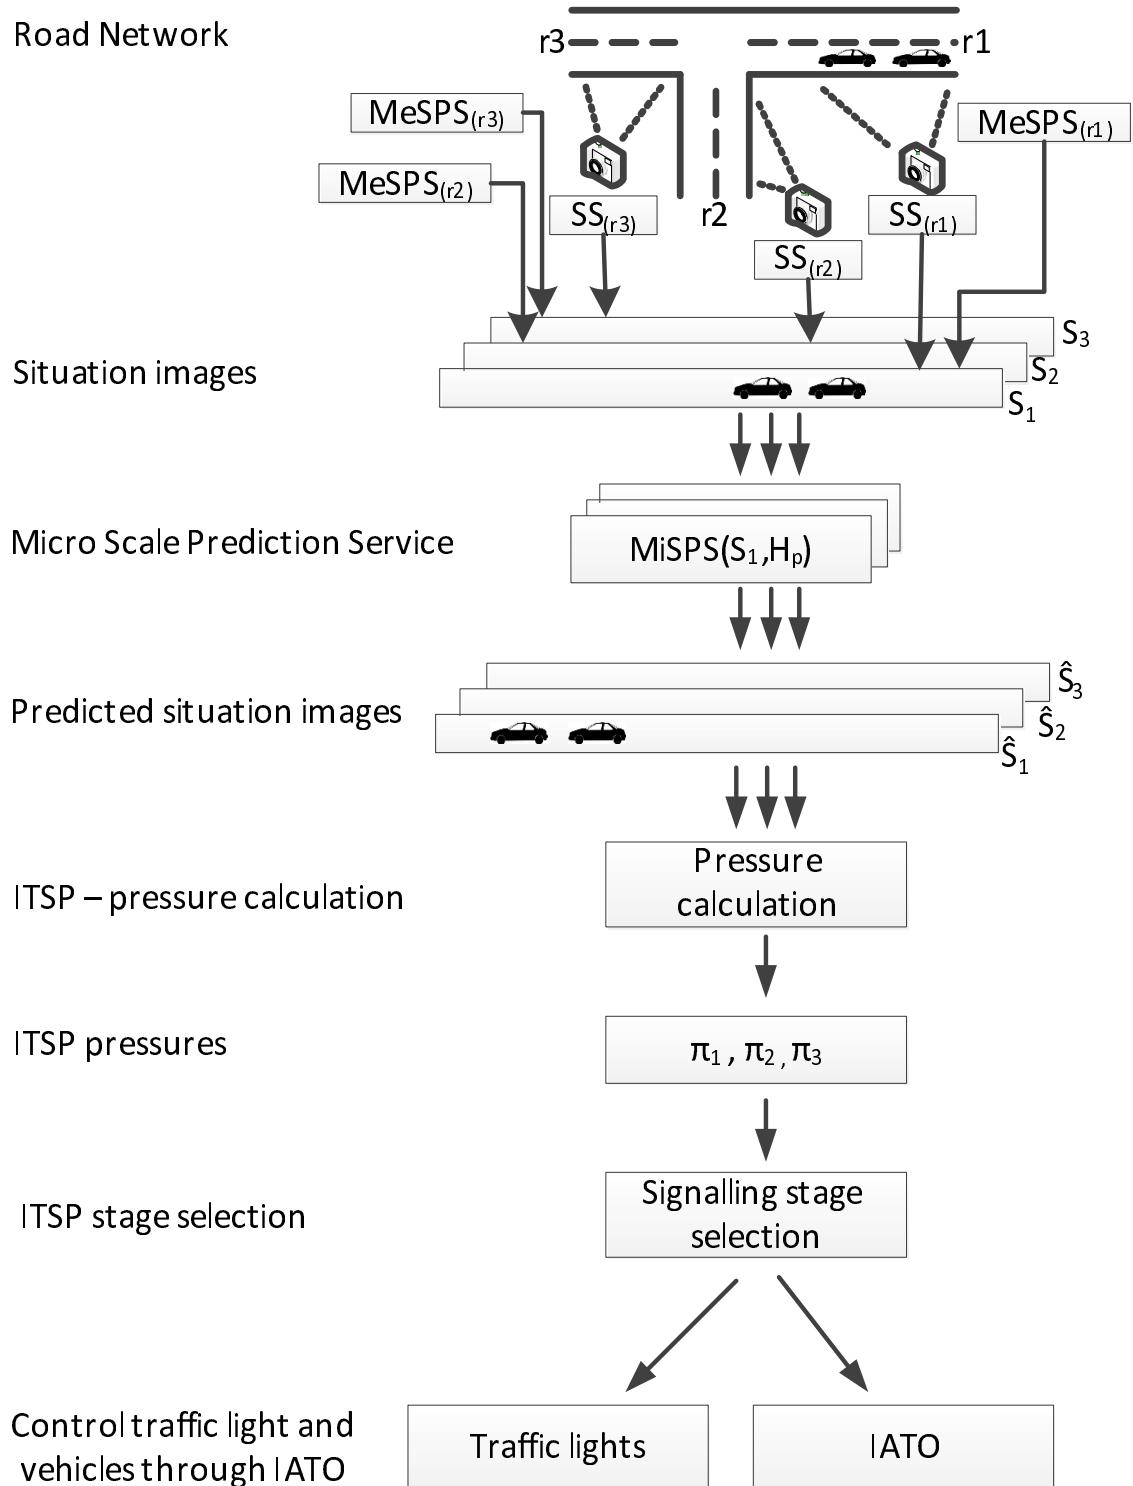 Road Network
r3
r1
MeSPS(r3)
MeSPS(r1)
MeSPS(r2)
SS(r3)
r2
SS(r1)
SS(r2)
S3
Situation images
S2
S1
Micro Scale Prediction Service
MiSPS(S1,Hp)
Ŝ3
Predicted situation images
Ŝ2
Ŝ1
Pressure
calculation
ITSP – pressure calculation
ITSP pressures
π1 , π2 , π3
ITSP stage selection
Signalling stage
selection
Control traffic light and
vehicles through IATO
Traffic lights
IATO